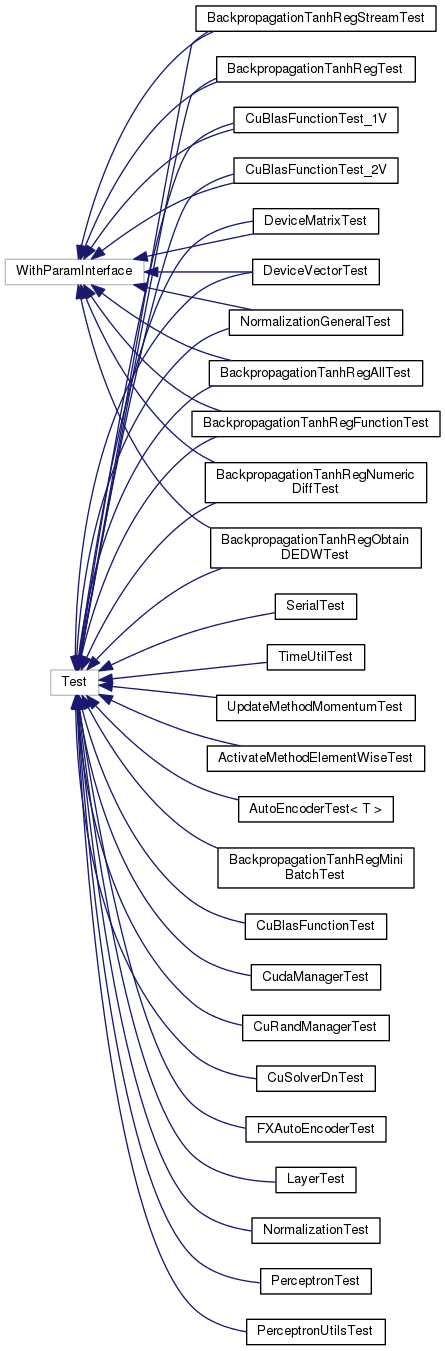 BackpropagationTanhRegStreamTest
BackpropagationTanhRegTest
CuBlasFunctionTest_1V
CuBlasFunctionTest_2V
DeviceMatrixTest
WithParamInterface
DeviceVectorTest
NormalizationGeneralTest
BackpropagationTanhRegAllTest
BackpropagationTanhRegFunctionTest
BackpropagationTanhRegNumeric
DiffTest
BackpropagationTanhRegObtain
DEDWTest
SerialTest
TimeUtilTest
Test
UpdateMethodMomentumTest
ActivateMethodElementWiseTest
AutoEncoderTest< T >
BackpropagationTanhRegMini
BatchTest
CuBlasFunctionTest
CudaManagerTest
CuRandManagerTest
CuSolverDnTest
FXAutoEncoderTest
LayerTest
NormalizationTest
PerceptronTest
PerceptronUtilsTest